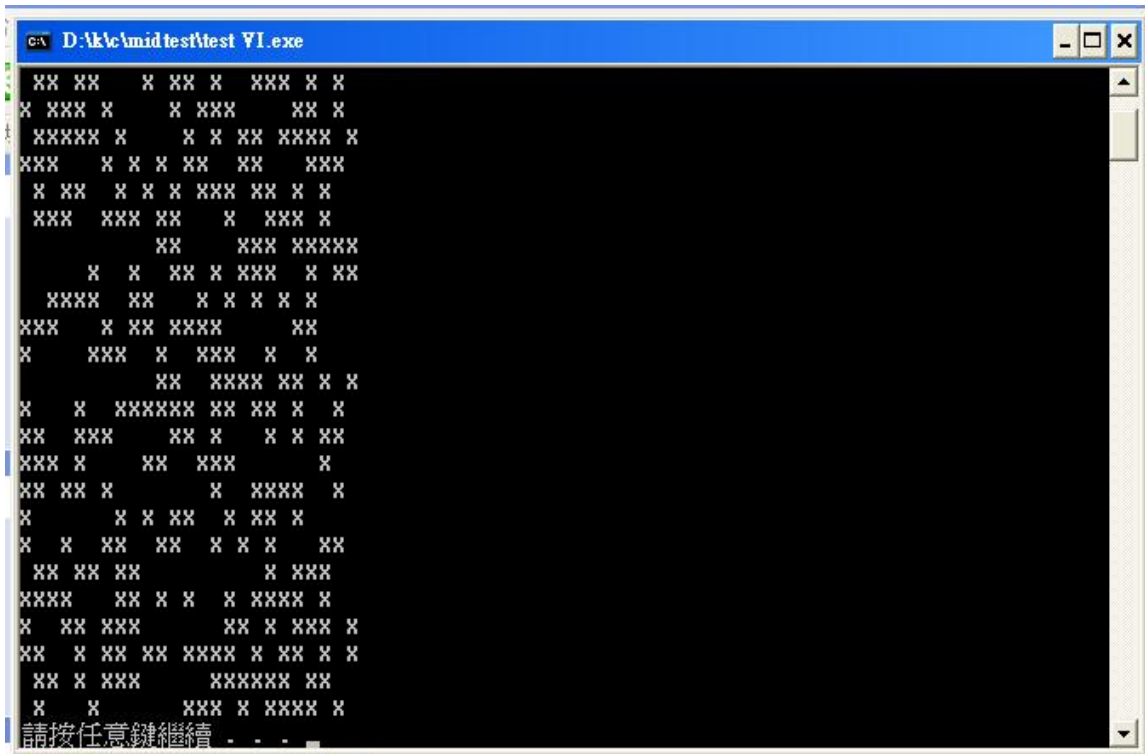 XX XX   X XX X  XXX X X
X XXX X    X XXX    XX X
 XXXXX X    X X XX XXXX X
XXX   X X X XX  XX   XXX
 X XX  X X X XXX XX X X
 XXX  XXX XX   X  XXX X
          XX    XXX XXXXX
     X  X  XX X XXX  X XX
  XXXX  XX   X X X X X
XXX   X XX XXXX     XX
X    XXX  X  XXX  X  X
          XX  XXXX XX X X
X   X  XXXXXX XX XX X  X
XX  XXX    XX X   X X XX
XXX X    XX  XXX      X
XX XX X       X  XXXX  X
X      X X XX  X XX X
X  X  XX  XX  X X X   XX
 XX XX XX         X XXX
XXXX   XX X X  X XXXX X
X  XX XXX      XX X XXX X
XX  X XX XX XXXX X XX X X
 XX X XXX     XXXXXX XX
 X   X      XXX X XXXX X
請按任意鍵繼續 . . .
D:\k\c\midtest\test VI.exe